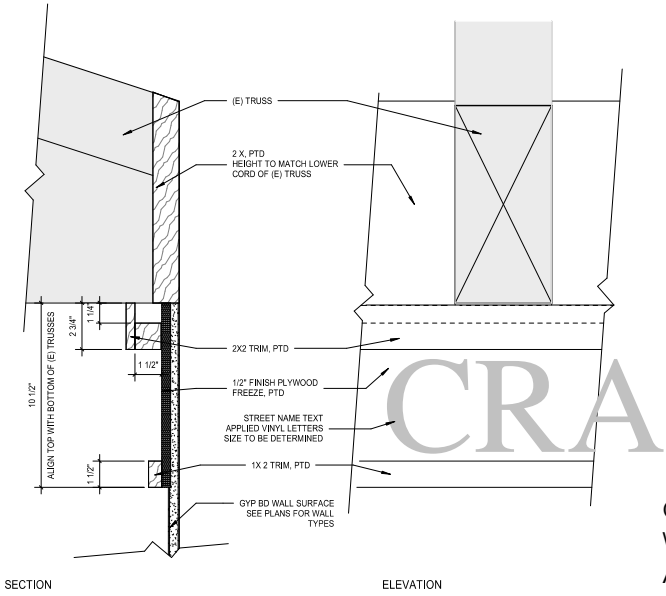 (E) TRUSS
2 X, PTD
HEIGHT TO MATCH LOWER
CORD OF (E) TRUSS
1 1/4"
2 3/4"
10 1/2"
ALIGN TOP WITH BOTTOM OF (E) TRUSSES
2X2 TRIM, PTD
1 1/2"
1/2" FINISH PLYWOOD
FREEZE, PTD
CRA
STREET NAME TEXT
APPLIED VINYL LETTERS
SIZE TO BE DETERMINED
1X 2 TRIM, PTD
1 1/2"
GYP BD WALL SURFACE
SEE PLANS FOR WALL
TYPES
SECTION
ELEVATION